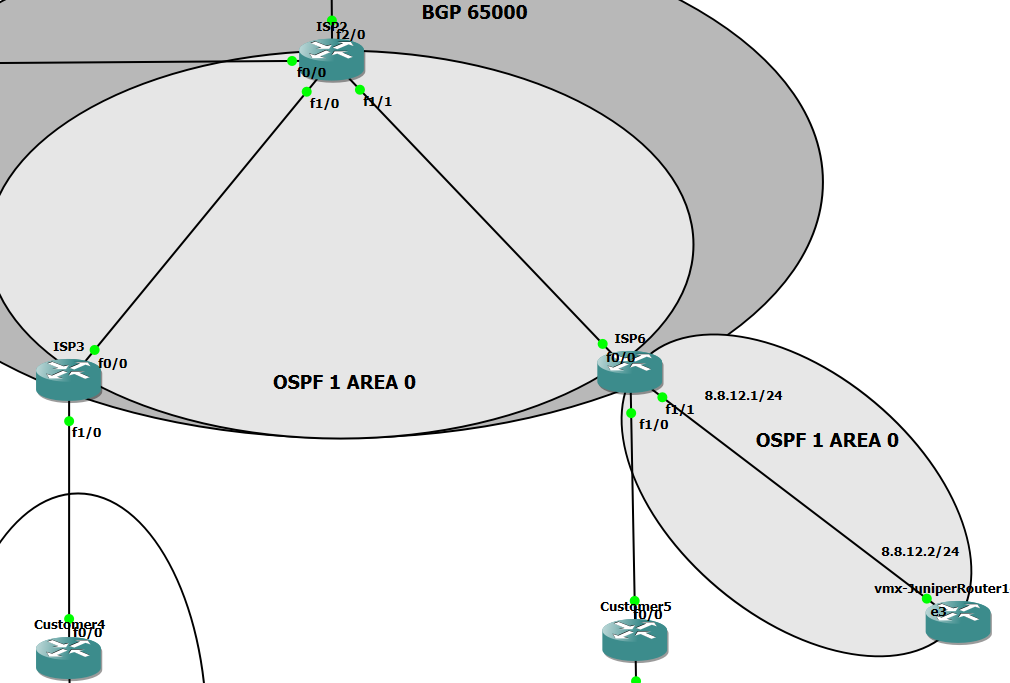 BGP 65000
ISP2
f2/0
f0/0
f1/0
f1/1
ISP3
f0/0
ISP6
f0/0
OSPF 1 AREA 0
8.8.12.1/24
f1/1
f1/0
f1/0
OSPF 1 AREA 0
8.8.12.2/24
vmx-JuniperRouter1
e3
Customer5
f0/0
Customer4
f0/0